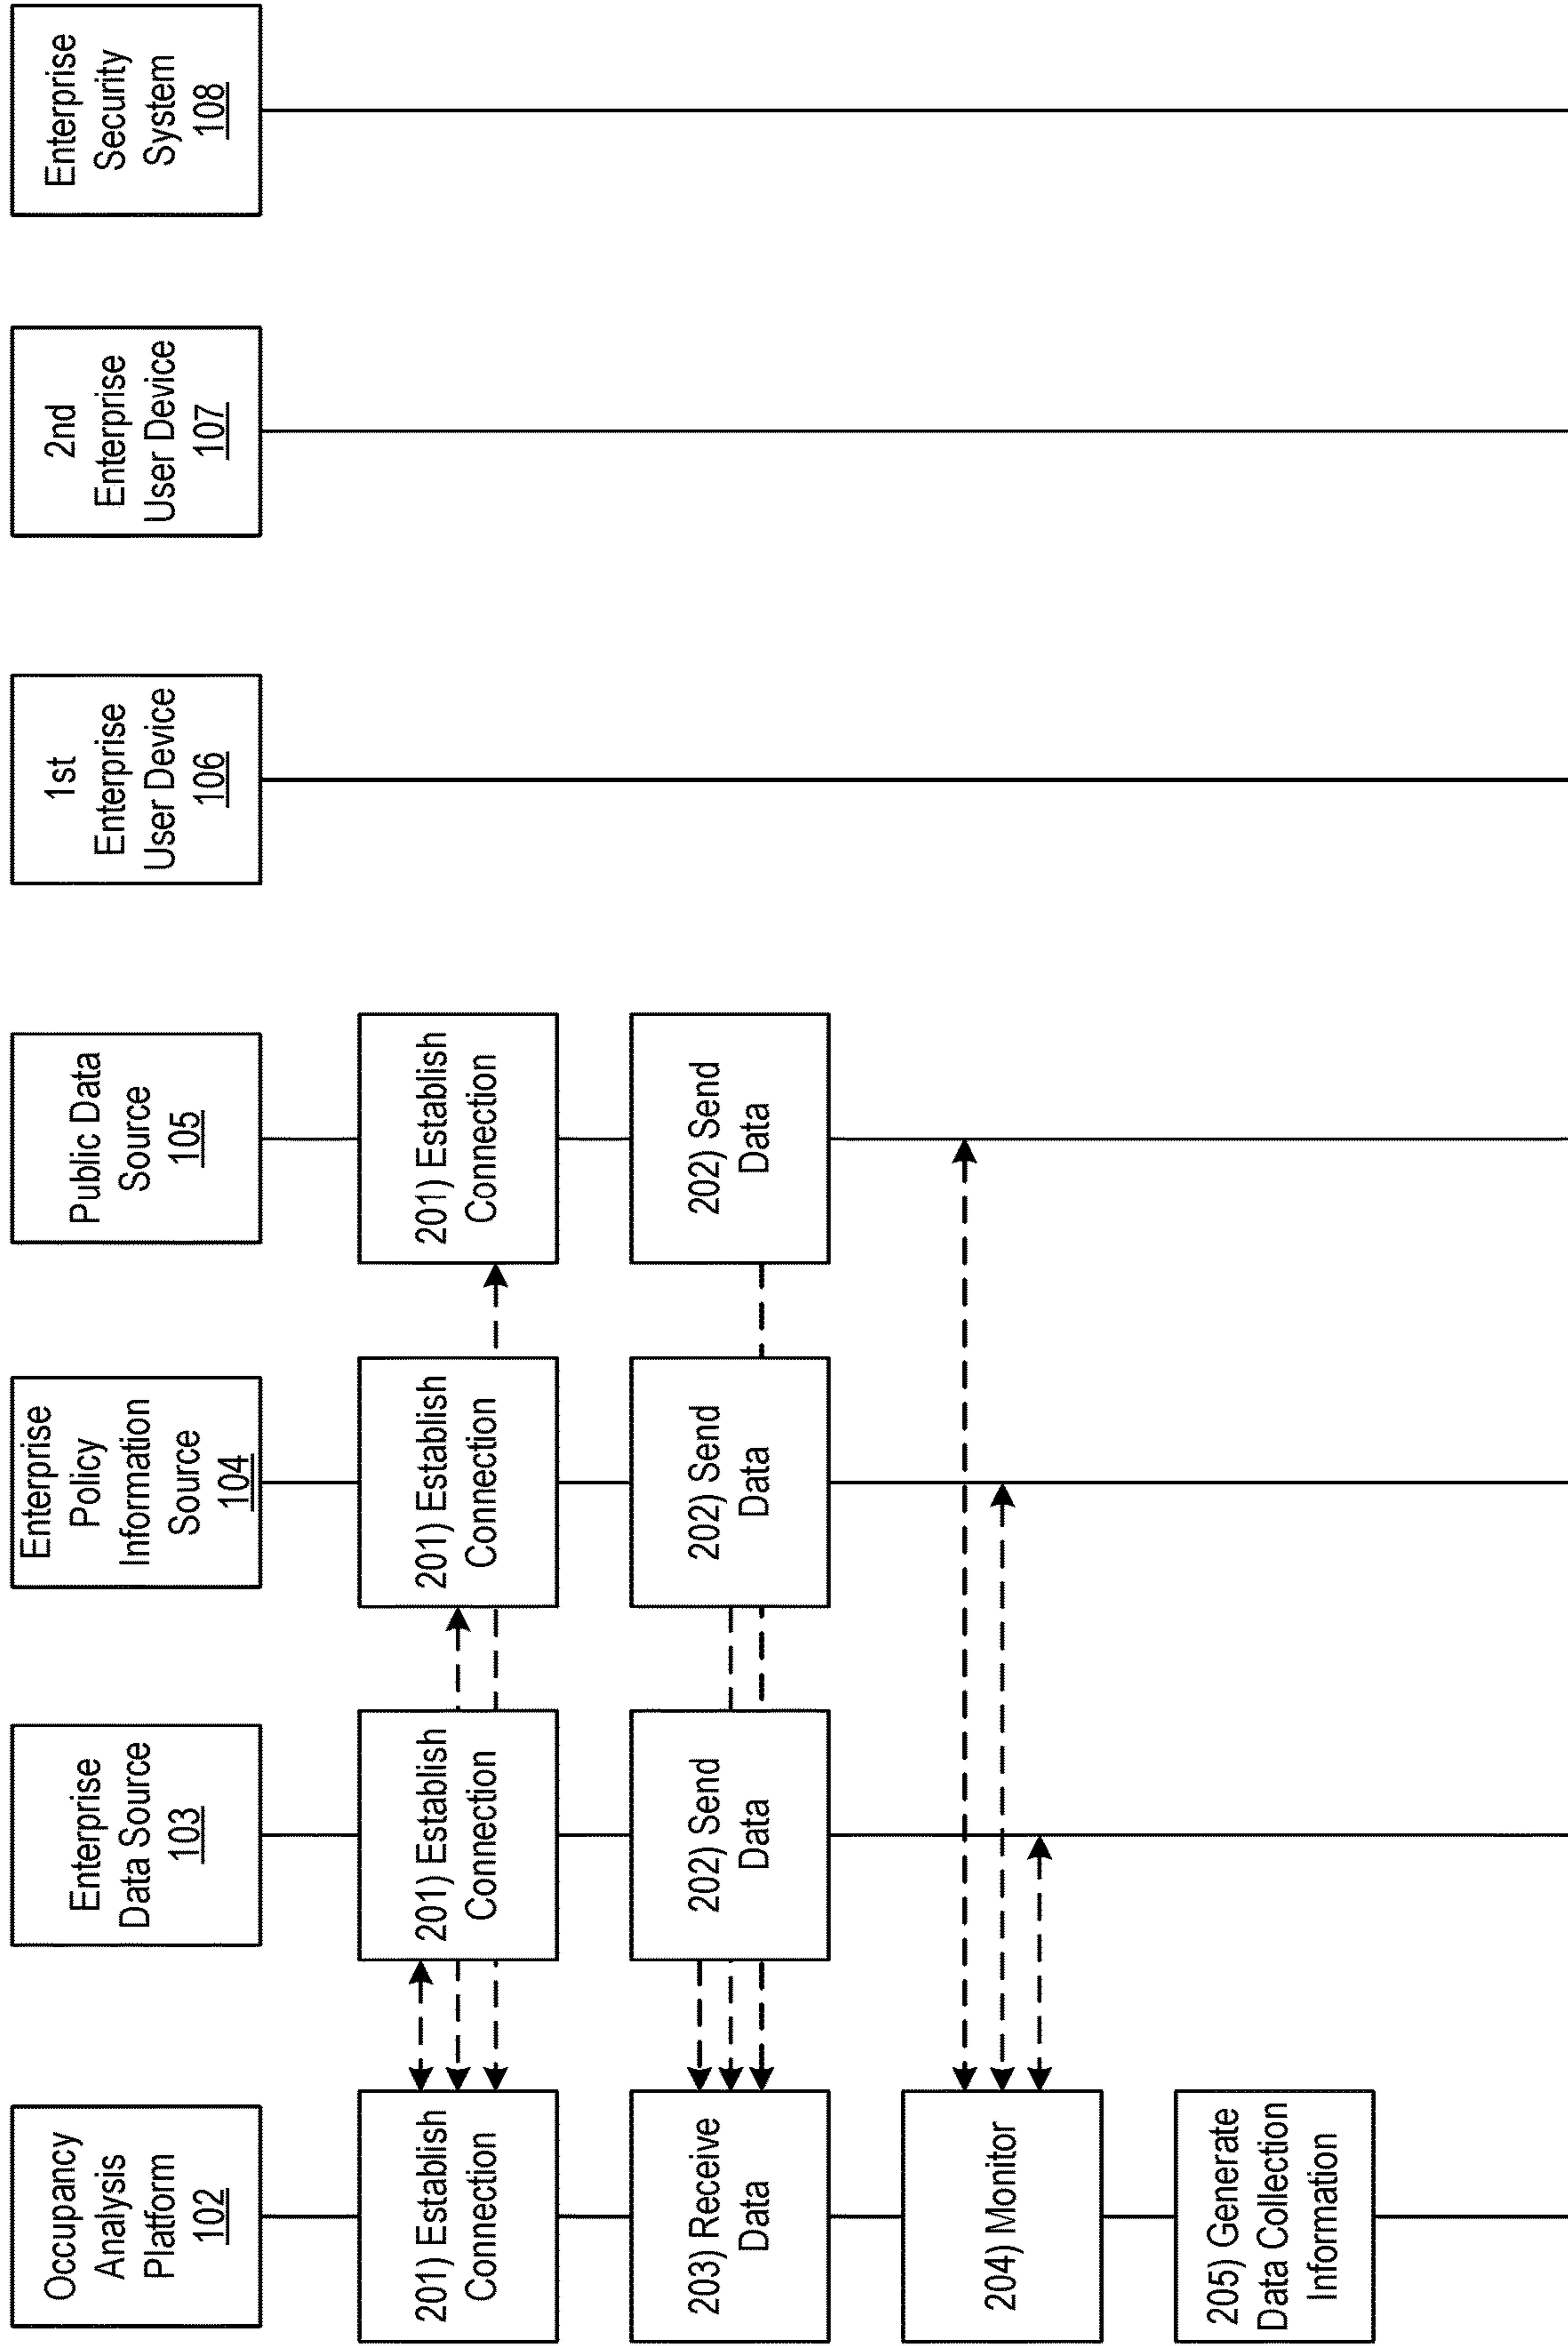 Occupancy
Analysis
Platform
102
Enterprise
Data Source
103
Enterprise
Policy
Information
Source
104
Public Data
Source
105
1st
Enterprise
User Device
106
2nd
Enterprise
User Device
107
Enterprise
Security
System
108
201) Establish
Connection
201) Establish
Connection
201) Establish
Connection
201) Establish
Connection
203) Receive
Data
202) Send
Data
202) Send
Data
202) Send
Data
204) Monitor
205) Generate
Data Collection
Information